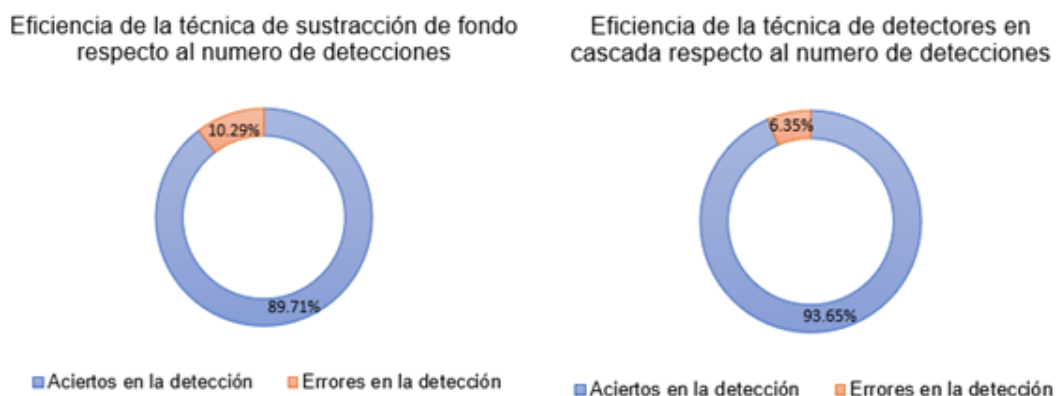 Eficiencia de la técnica de sustracción de fondo
respecto al numero de detecciones
10.29%
89.71%
Aciertos en la detección
Errores en la detección
Eficiencia de la técnica de detectores en
cascada respecto al numero de detecciones
6.35%
93.65%
Aciertos en la detección
Errores en la detección